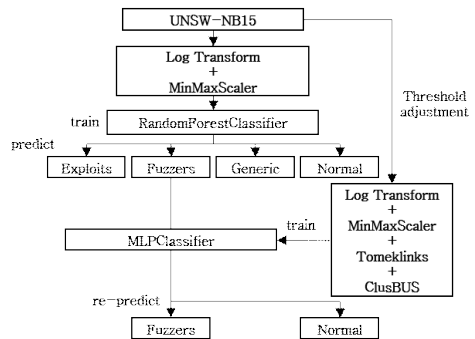 UNSW-NB15
Log Transform
+
MinMaxScaler
Threshold
adjustment
train
RandomForestClassifier
predict
Exploits
Fuzzers
Generic
Normal
Log Transform
+
MinMaxScaler
+
Tomeklinks
+
ClusBUS
train
MLPClassifier
re-predict
Fuzzers
Normal